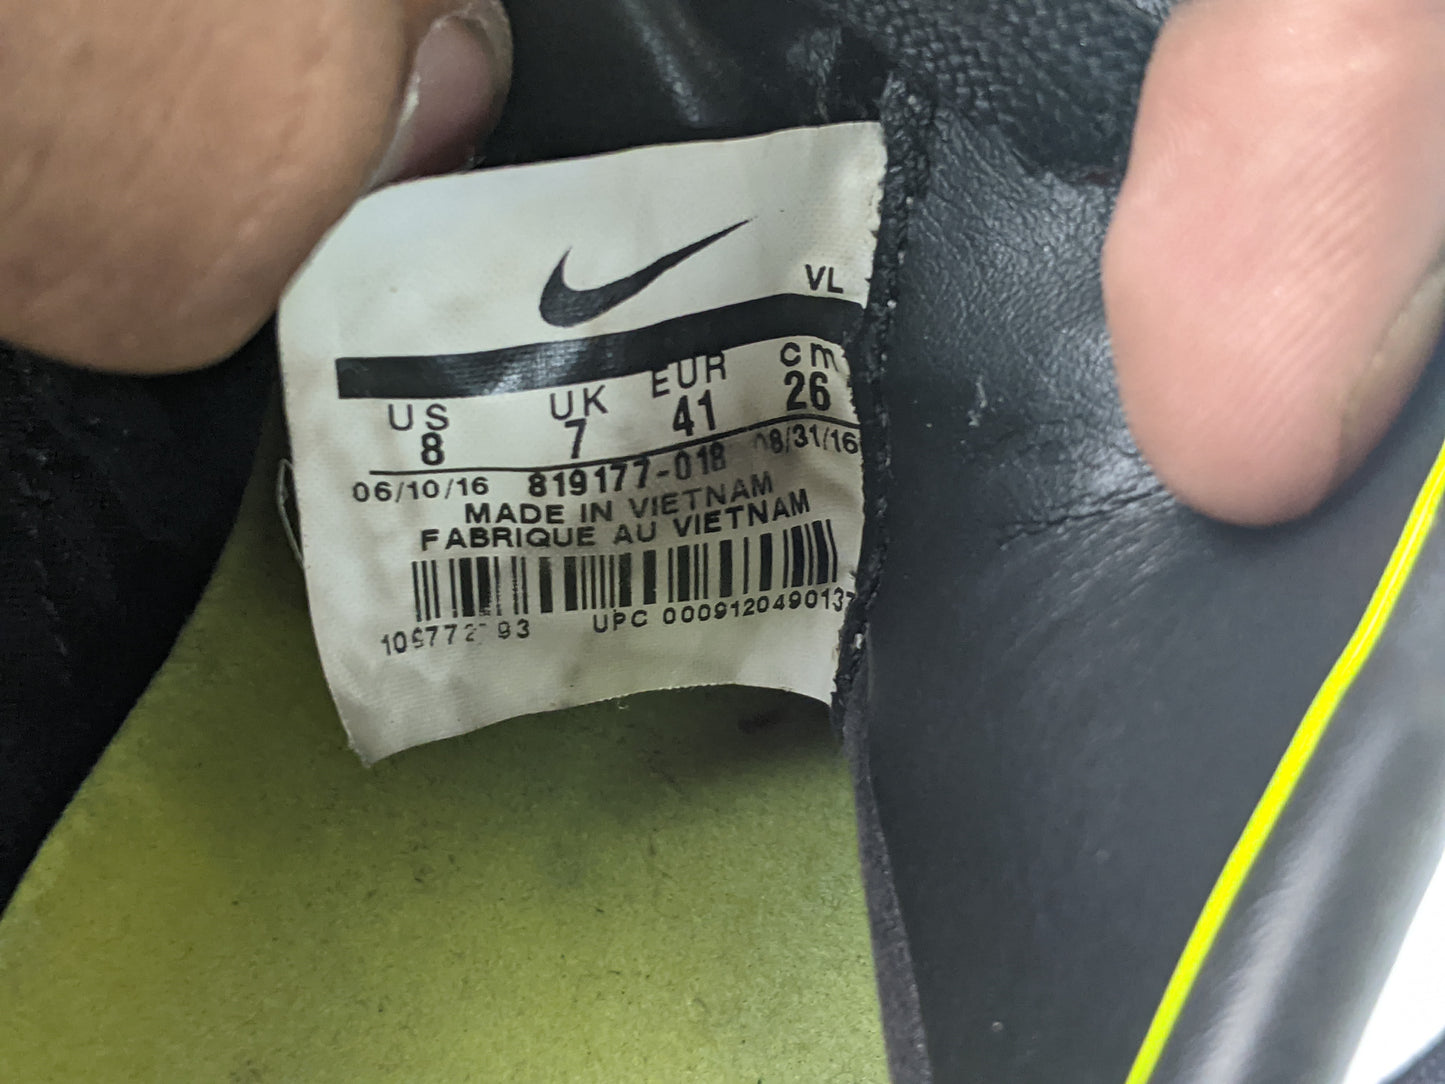 VL
US UK EUR cm
8 7 41 26
06/10/16 819177-018 08/31/16
MADE IN VIETNAM
FABRIQUE AU VIETNAM
UPC 0009120490137